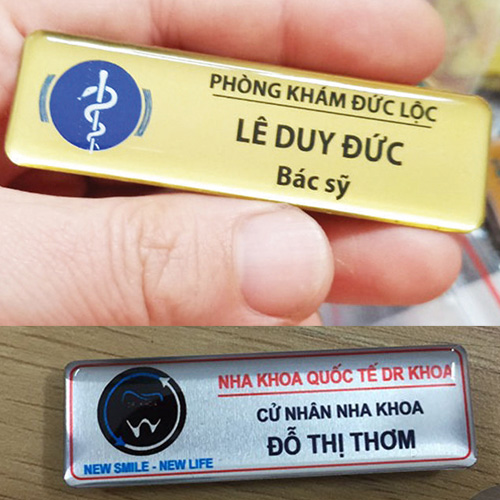 PHÒNG KHÁM ĐỨC LỘC
LÊ DUY ĐỨC
Bác sỹ
NHA KHOA QUỐC TẾ DR KHOA
CỬ NHÂN NHA KHOA
ĐỖ THỊ THƠM
NEW SMILE - NEW LIFE